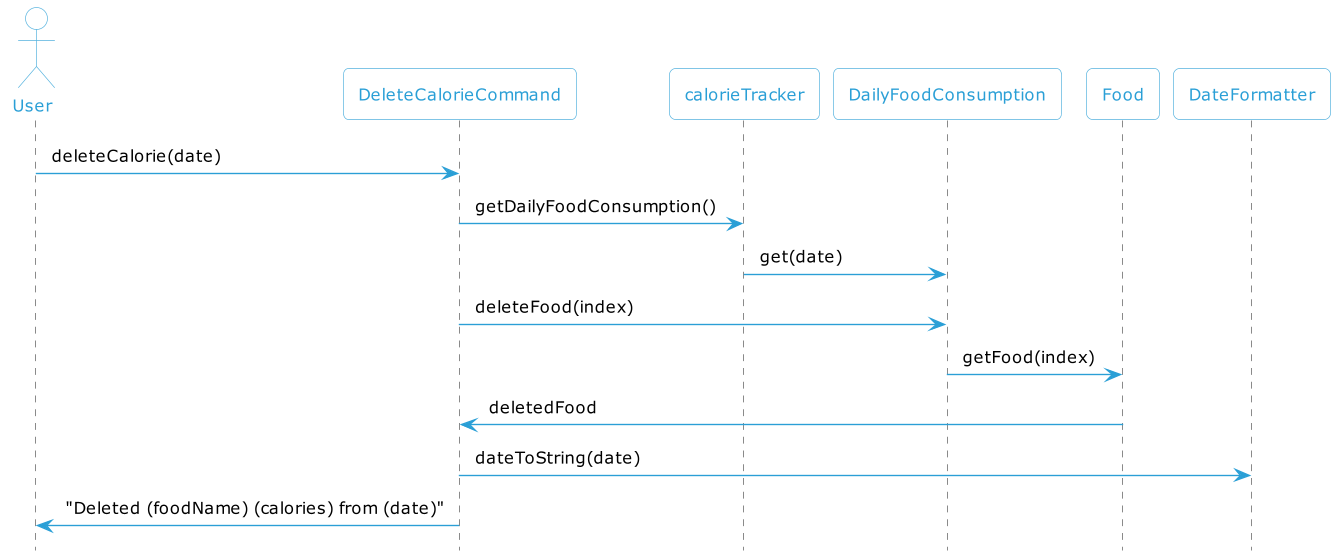 User
DeleteCalorieCommand
calorieTracker
DailyFoodConsumption
Food
DateFormatter
deleteCalorie(date)
getDailyFoodConsumption()
get(date)
deleteFood(index)
getFood(index)
deletedFood
dateToString(date)
"Deleted (foodName) (calories) from (date)"